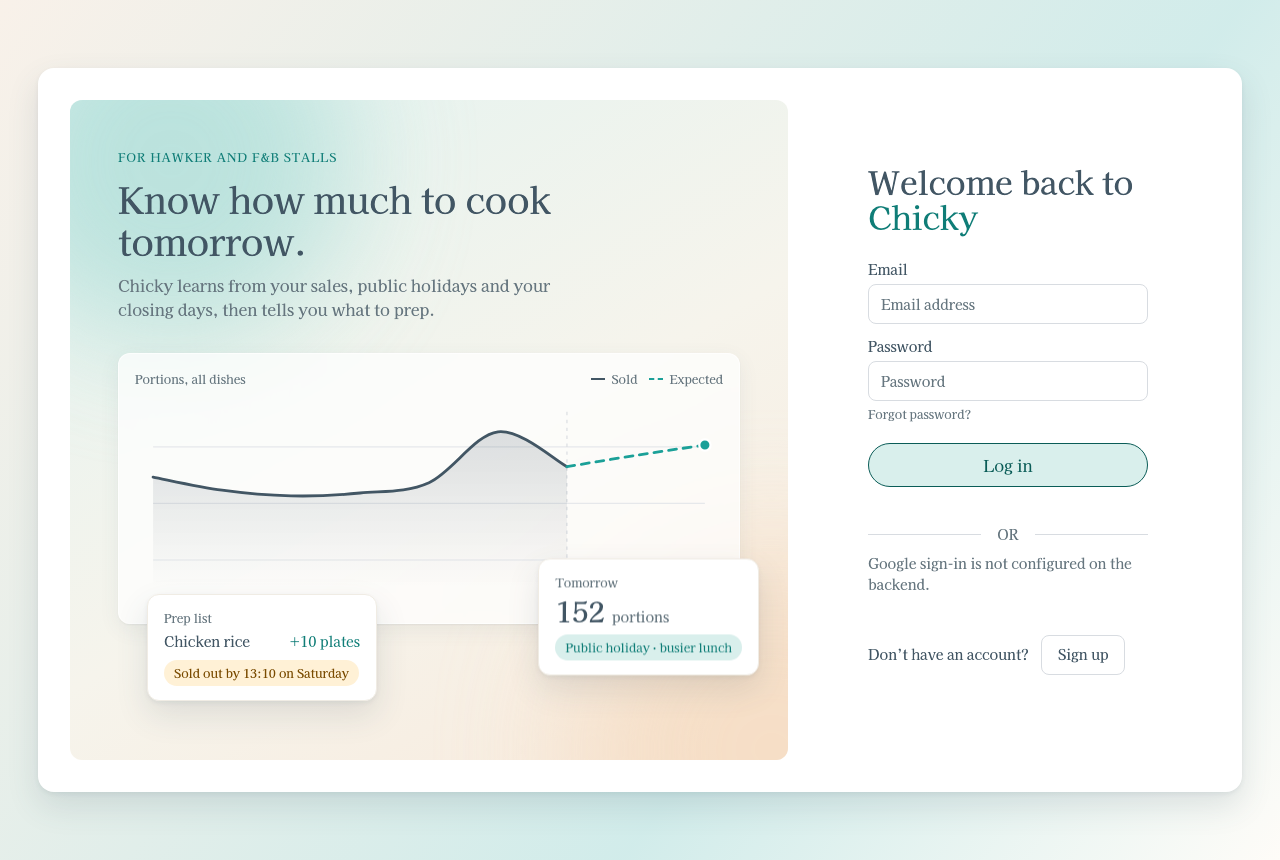 FOR HAWKER AND F&B STALLS
Know how much to cook
tomorrow.
Chicky learns from your sales, public holidays and your
closing days, then tells you what to prep.
Portions, all dishes
Sold
Expected
Prep list
Chicken rice +10 plates
Sold out by 13:10 on Saturday
Tomorrow
152 portions
Public holiday · busier lunch
Welcome back to
Chicky
Email
Email address
Password
Password
Forgot password?
Log in
OR
Google sign-in is not configured on the
backend.
Don’t have an account? Sign up